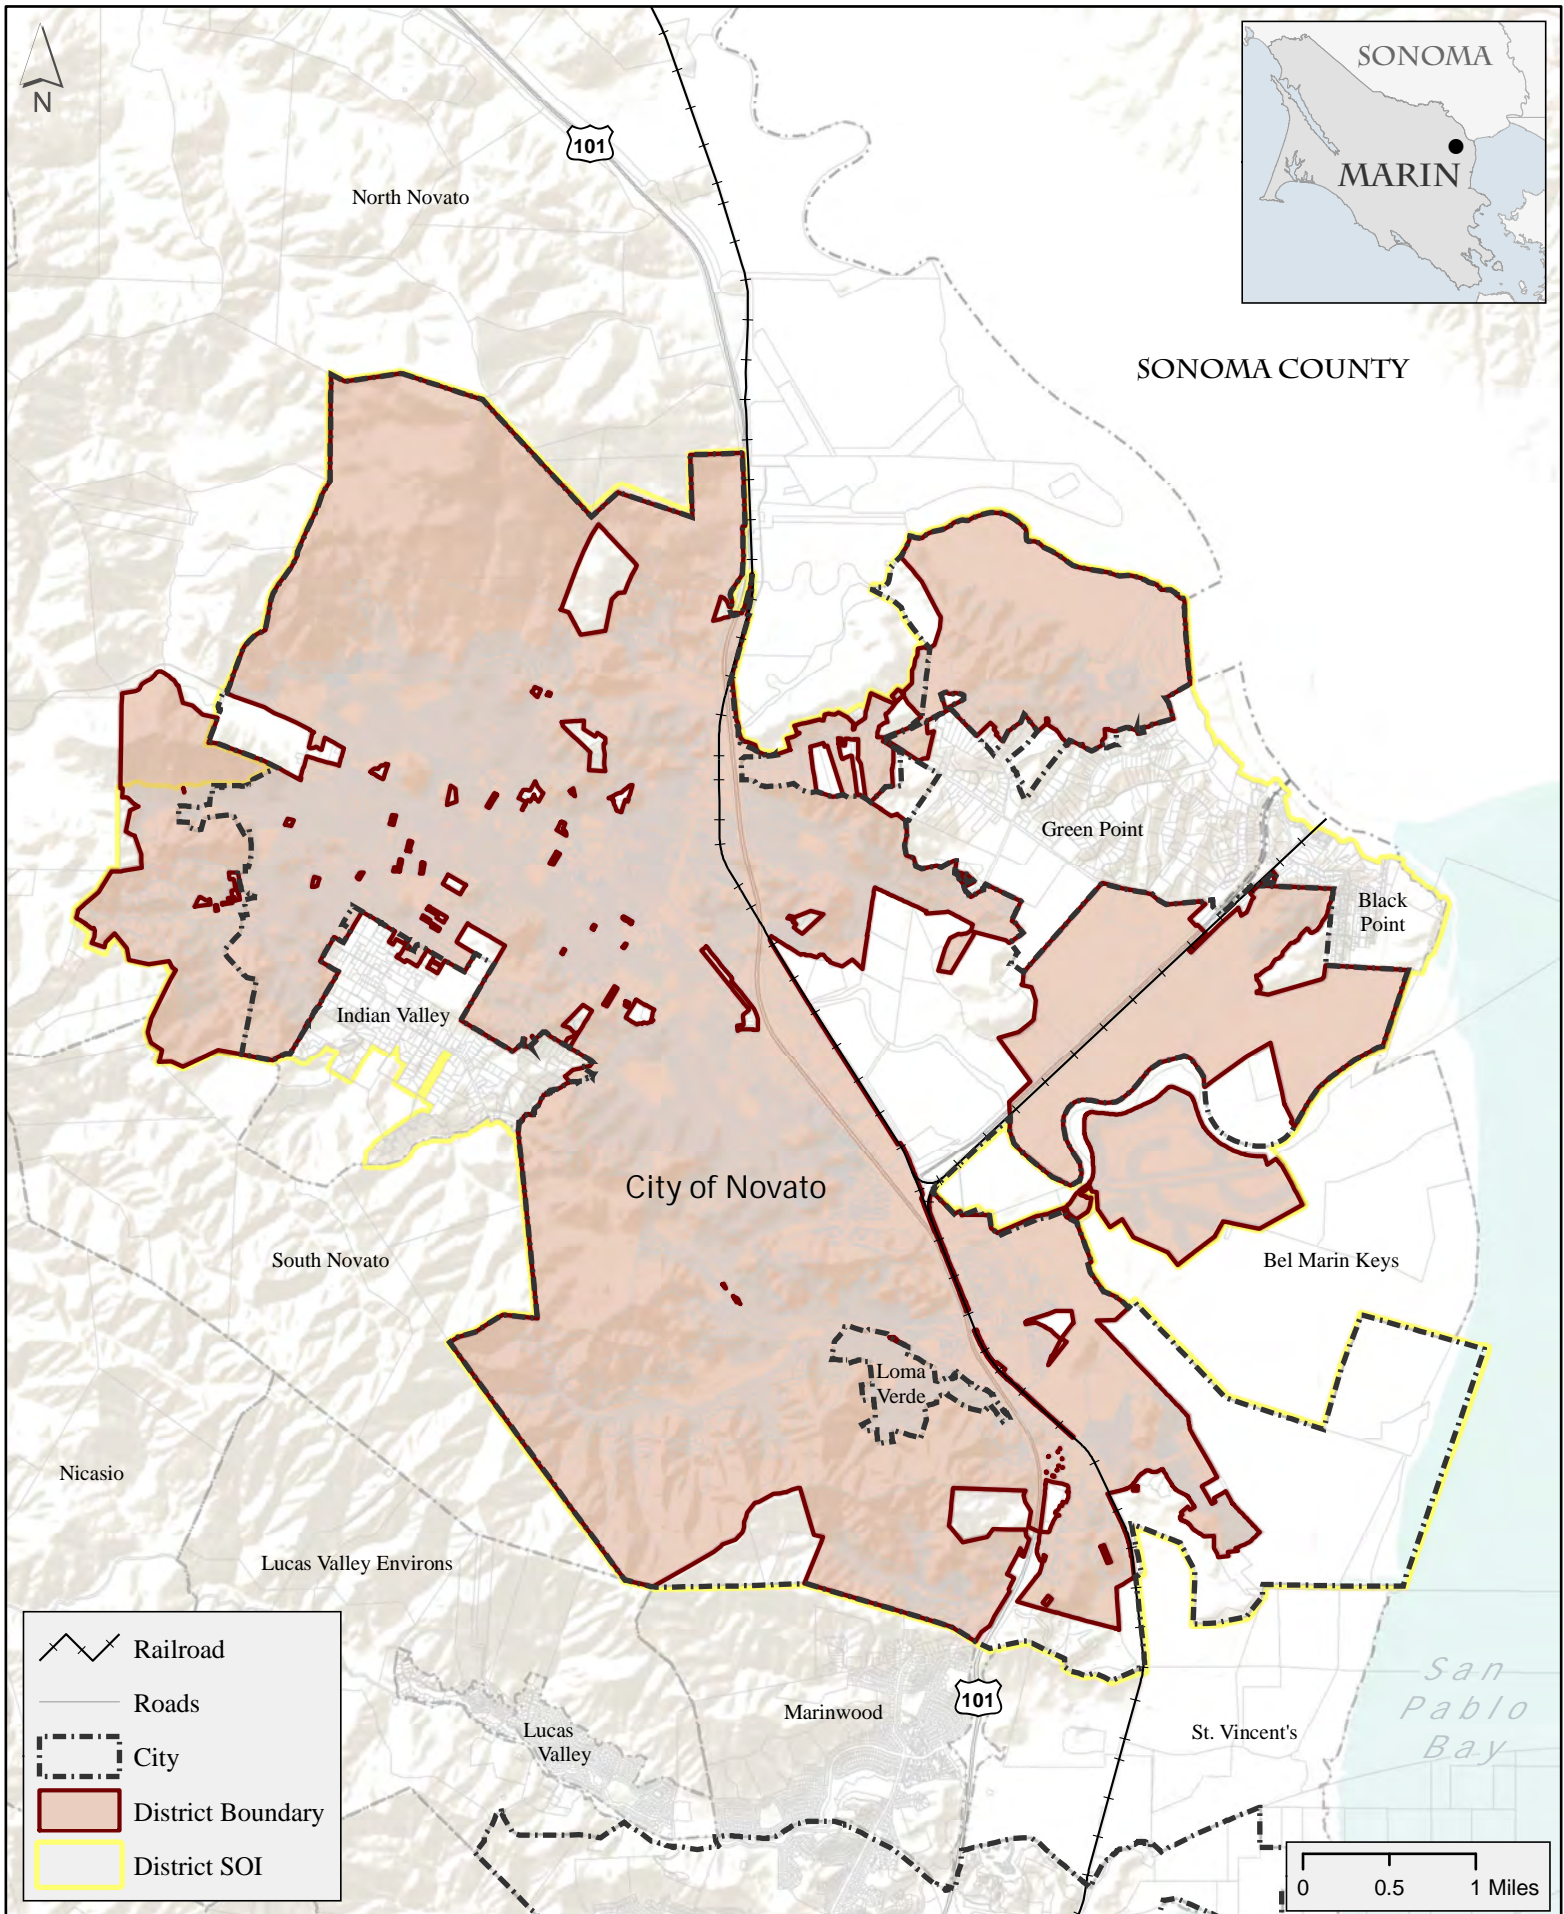 N
101
SONOMA
MARIN
North Novato
SONOMA COUNTY
Green Point
Black
Point
Indian Valley
City of Novato
South Novato
Bel Marin Keys
Loma
Verde
Nicasio
Lucas Valley Environs
Marinwood
101
Lucas
Valley
St. Vincent's
San
Pablo
Bay
Railroad
Roads
City
District Boundary
District SOI
0 0.5 1 Miles